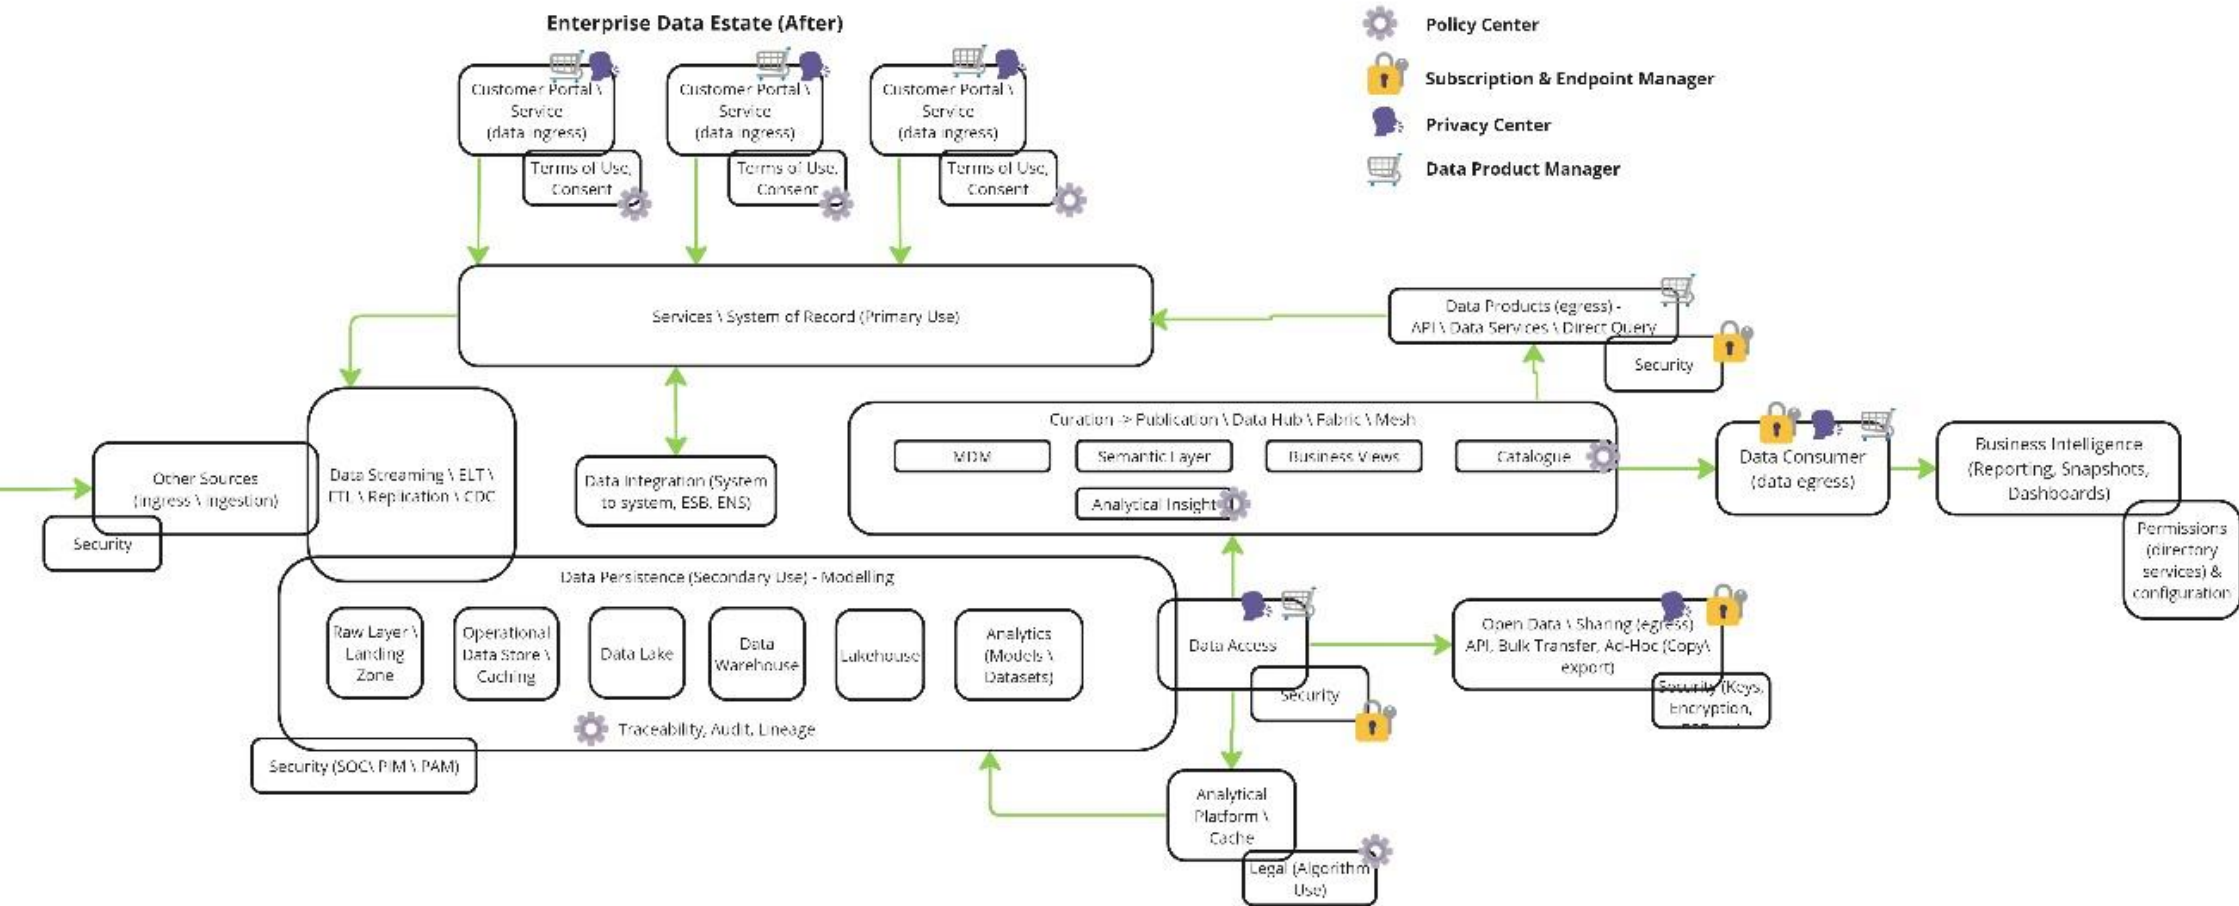 Enterprise Data Estate (After)
Policy Center
Subscription & Endpoint Manager
Privacy Center
Data Product Manager
Customer Portal \
Service
(data ingress)
Terms of Use,
Consent
Customer Portal \
Service
(data ingress)
Terms of Use,
Consent
Customer Portal \
Service
(data ingress)
Terms of Use,
Consent
Services \ System of Record (Primary Use)
Data Products (egress) -
API \ Data Services \ Direct Query
Security
Other Sources
(ingress \ ingestion)
Security
Data Streaming \ ELT \
ETL \ Replication \ CDC
Data Integration (System
to system, ESB, ENS)
Curation -> Publication \ Data Hub \ Fabric \ Mesh
MDM
Semantic Layer
Business Views
Catalogue
Analytical Insight
Data Consumer
(data egress)
Business Intelligence
(Reporting, Snapshots,
Dashboards)
Permissions
(directory
services) &
configuration
Data Persistence (Secondary Use) - Modelling
Raw Layer \
Landing
Zone
Operational
Data Store \
Caching
Data Lake
Data
Warehouse
Lakehouse
Analytics
(Models \
Datasets)
Traceability, Audit, Lineage
Security (SOC\ PIM \ PAM)
Data Access
Security
Open Data \ Sharing (egress)
API, Bulk Transfer, Ad-Hoc (Copy\
export)
Security (Keys,
Encryption,
Analytical
Platform \
Cache
Legal (Algorithm
Use)